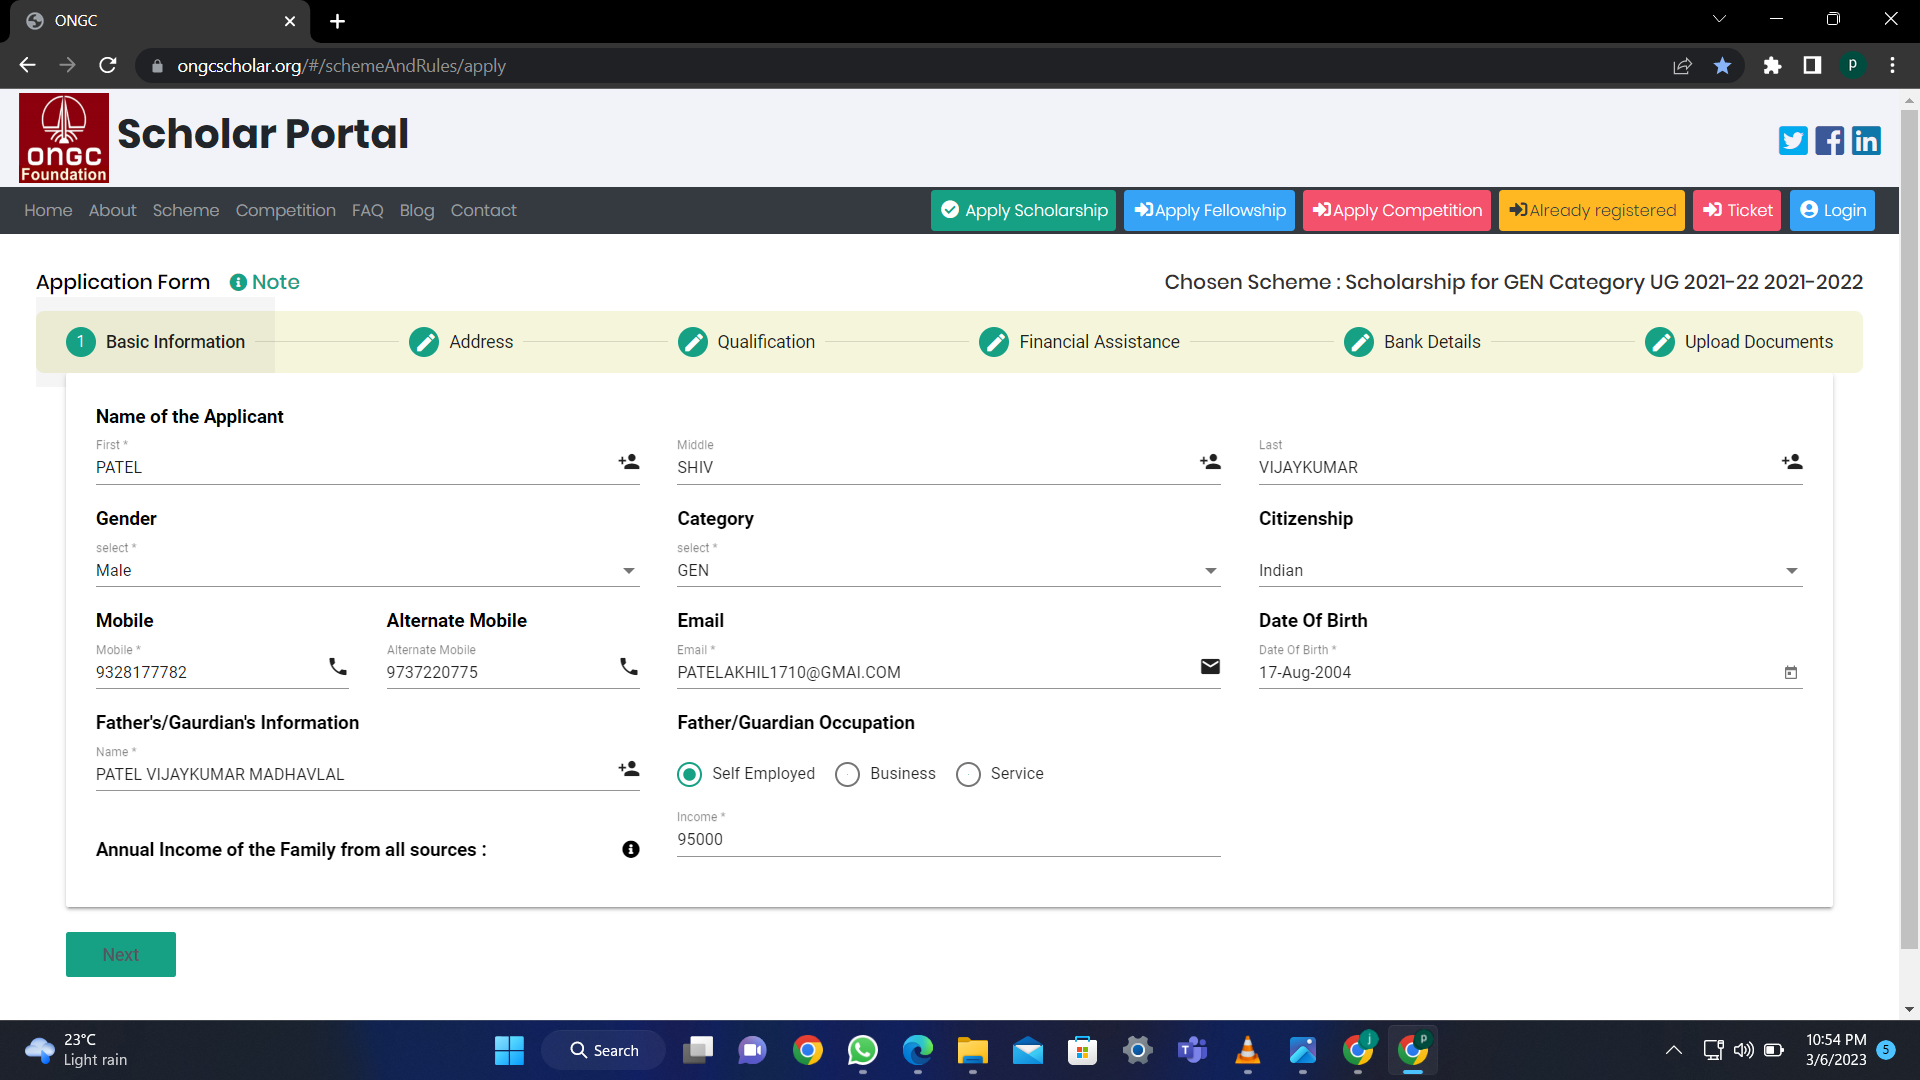 ONGC
ongcscholar.org/#/schemeAndRules/apply
p
ONGC
Foundation
Scholar Portal
Home About Scheme Competition FAQ Blog Contact
Apply Scholarship Apply Fellowship Apply Competition Already registered Ticket Login
Application Form Note
Chosen Scheme : Scholarship for GEN Category UG 2021-22 2021-2022
1 Basic Information Address Qualification Financial Assistance Bank Details Upload Documents
Name of the Applicant
First * Middle Last
PATEL SHIV VIJAYKUMAR
Gender Category Citizenship
select * select *
Male GEN Indian
Mobile Alternate Mobile Email Date Of Birth
Mobile * Alternate Mobile Email * Date Of Birth *
9328177782 9737220775 PATELAKHIL1710@GMAI.COM 17-Aug-2004
Father's/Gaurdian's Information Father/Guardian Occupation
Name *
PATEL VIJAYKUMAR MADHAVLAL
Self Employed Business Service
Income *
95000
Annual Income of the Family from all sources :
Next
23°C
Light rain
Search
j
p
10:54 PM
3/6/2023
5